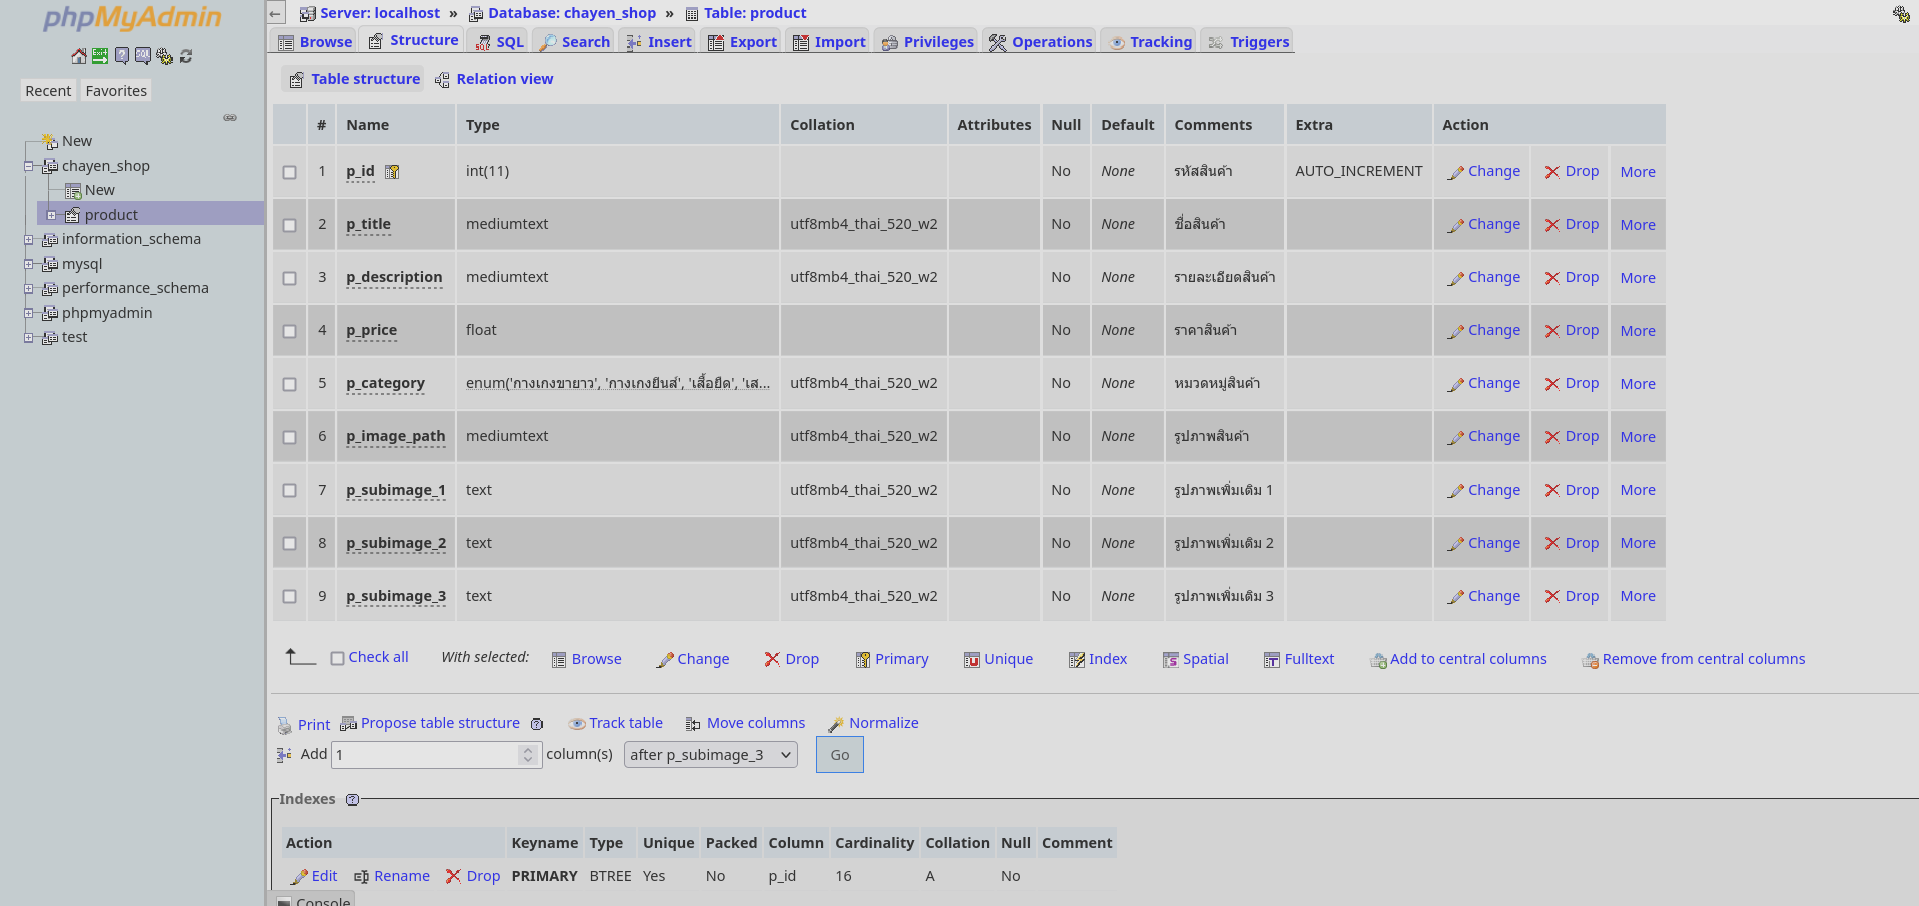 phpMyAdmin
Recent Favorites
New
chayen_shop
New
product
information_schema
mysql
performance_schema
phpmyadmin
test
← Server: localhost » Database: chayen_shop » Table: product
Browse Structure SQL Search Insert Export Import Privileges Operations Tracking Triggers
Table structure Relation view
# Name Type Collation Attributes Null Default Comments Extra Action
1 p_id int(11) No None รหัสสินค้า AUTO_INCREMENT Change Drop More
2 p_title mediumtext utf8mb4_thai_520_w2 No None ชื่อสินค้า Change Drop More
3 p_description mediumtext utf8mb4_thai_520_w2 No None รายละเอียดสินค้า Change Drop More
4 p_price float No None ราคาสินค้า Change Drop More
5 p_category enum('กางเกงขายาว', 'กางเกงยีนส์', 'เสื้อยืด', 'เส... utf8mb4_thai_520_w2 No None หมวดหมู่สินค้า Change Drop More
6 p_image_path mediumtext utf8mb4_thai_520_w2 No None รูปภาพสินค้า Change Drop More
7 p_subimage_1 text utf8mb4_thai_520_w2 No None รูปภาพเพิ่มเติม 1 Change Drop More
8 p_subimage_2 text utf8mb4_thai_520_w2 No None รูปภาพเพิ่มเติม 2 Change Drop More
9 p_subimage_3 text utf8mb4_thai_520_w2 No None รูปภาพเพิ่มเติม 3 Change Drop More
Check all With selected: Browse Change Drop Primary Unique Index Spatial Fulltext Add to central columns Remove from central columns
Print Propose table structure Track table Move columns Normalize
Add 1 column(s) after p_subimage_3 Go
Indexes
Action Keyname Type Unique Packed Column Cardinality Collation Null Comment
Edit Rename Drop PRIMARY BTREE Yes No p_id 16 A No
Console